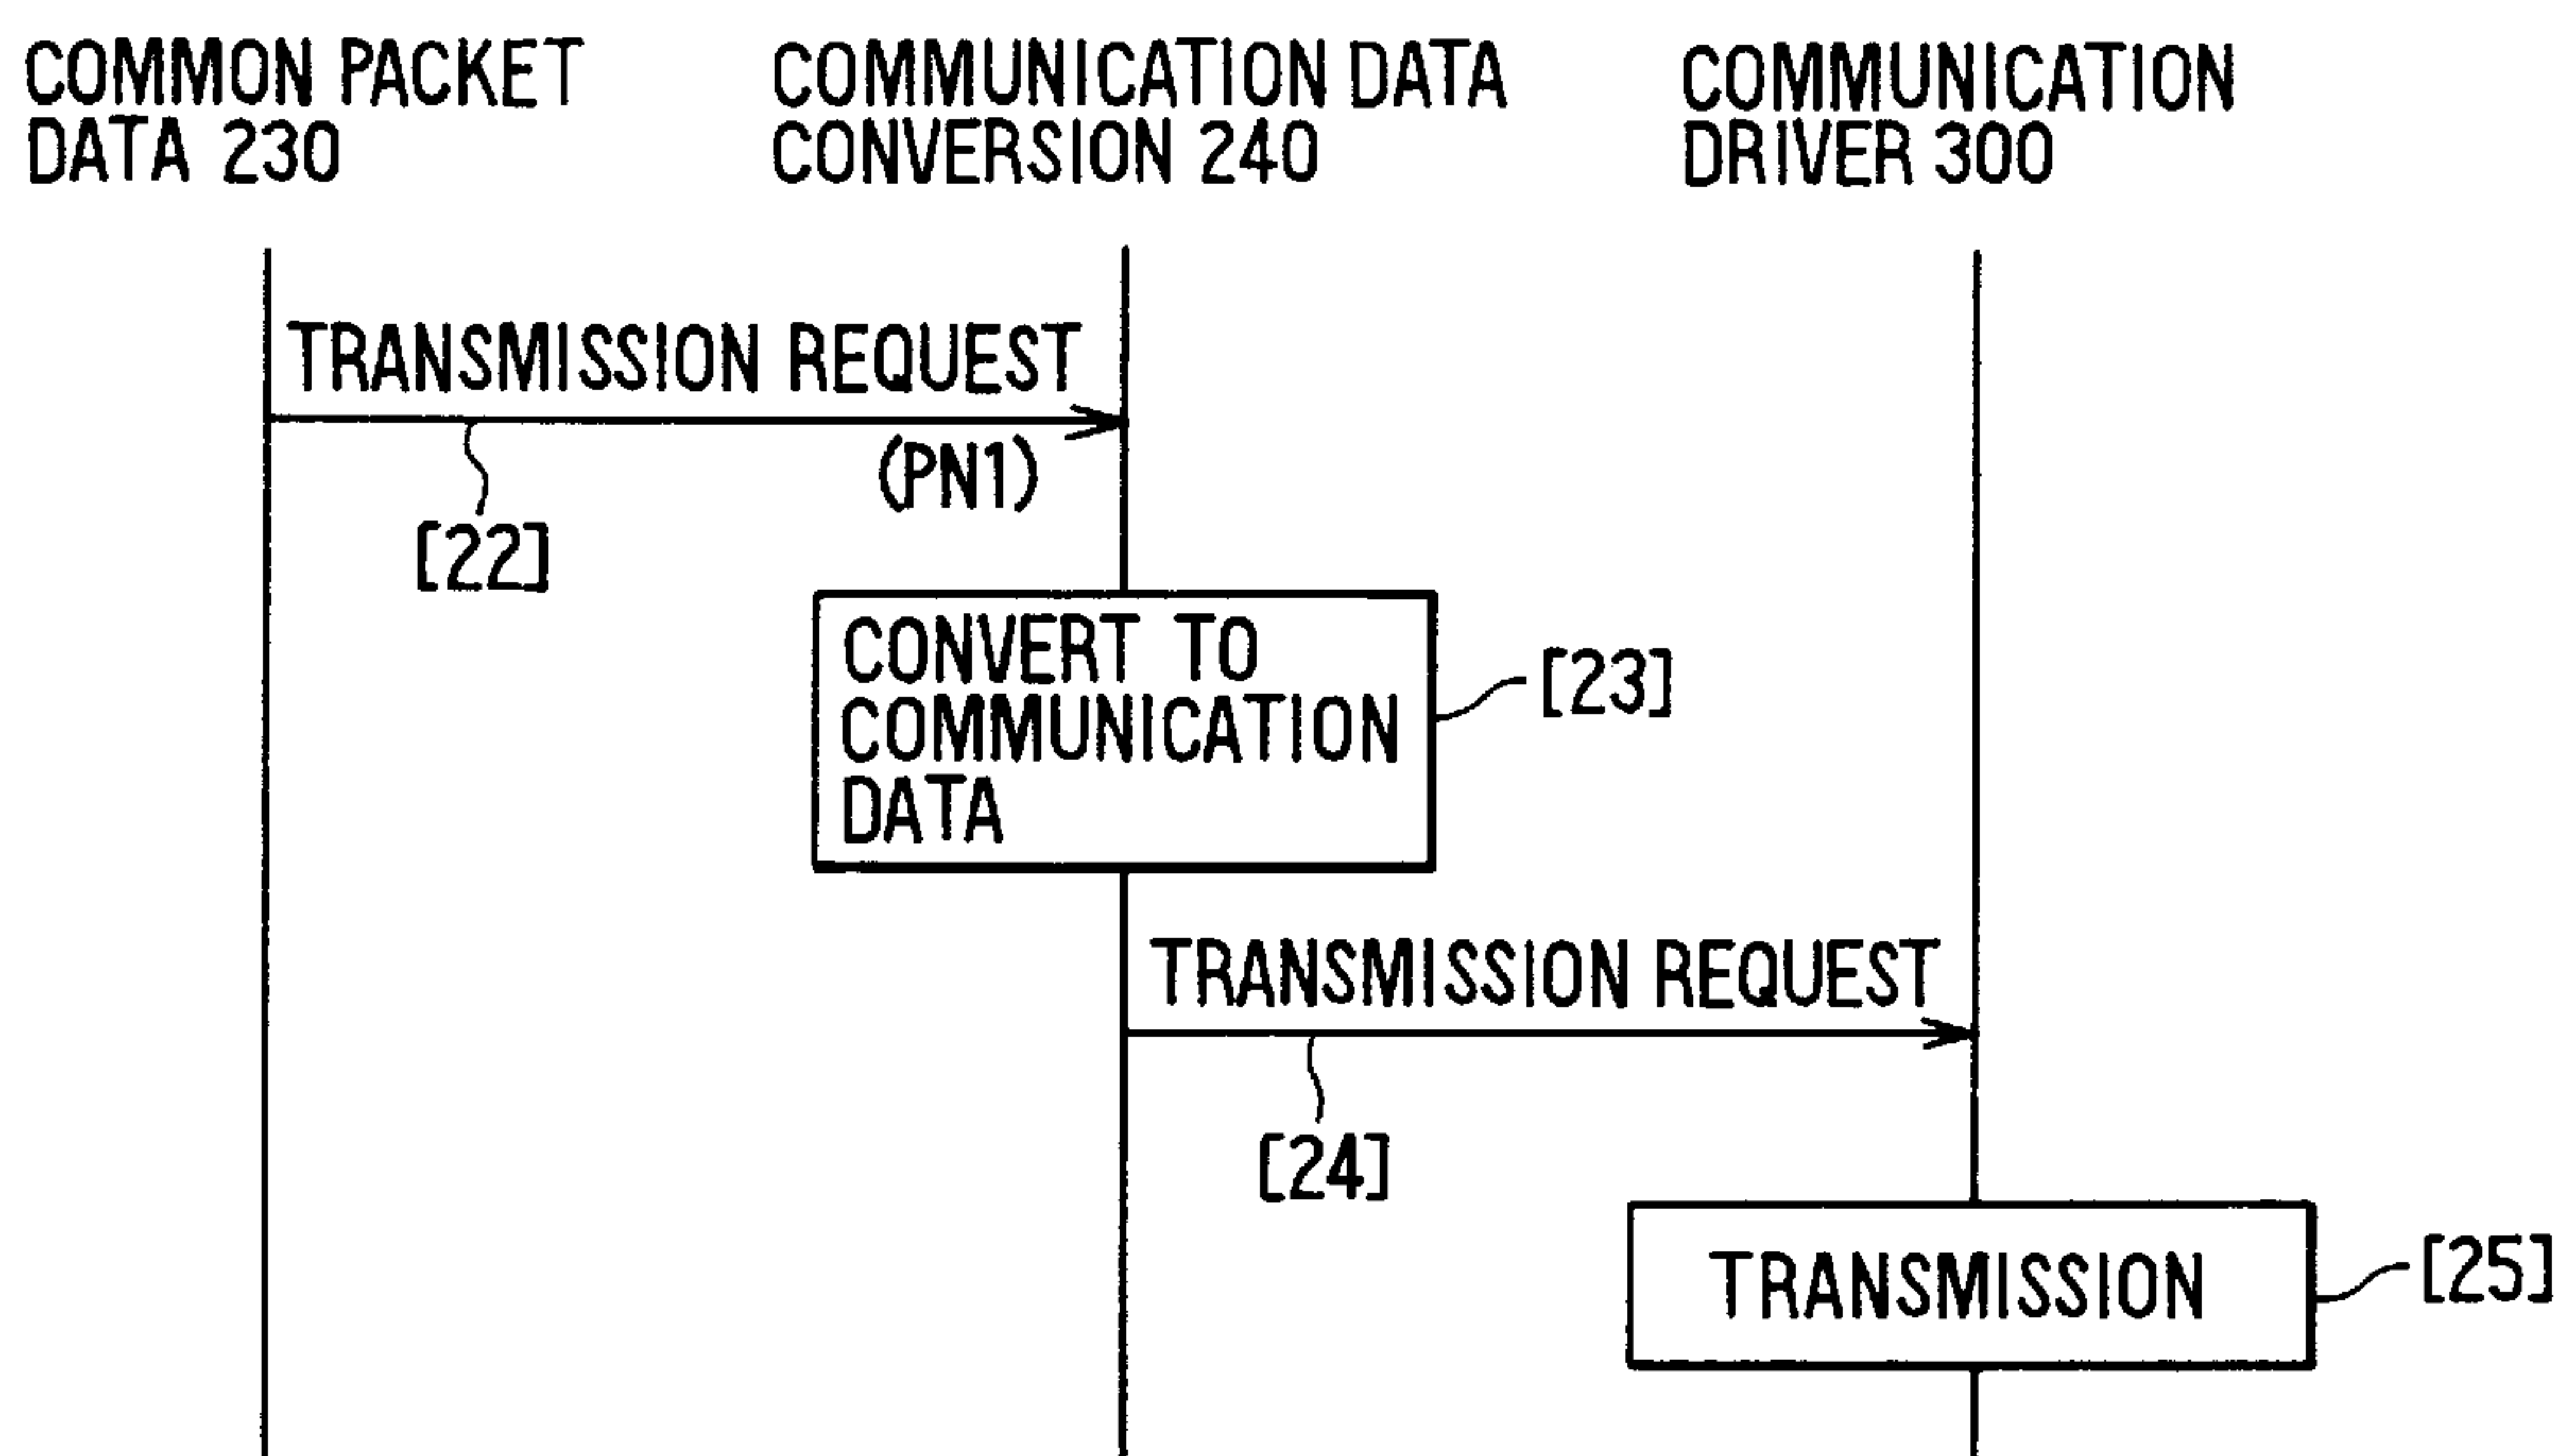 COMMON PACKET
DATA 230
COMMUNICATION DATA
CONVERSION 240
COMMUNICATION
DRIVER 300
TRANSMISSION REQUEST
(PN1)
[22]
CONVERT TO
COMMUNICATION
DATA
[23]
TRANSMISSION REQUEST
[24]
TRANSMISSION
[25]